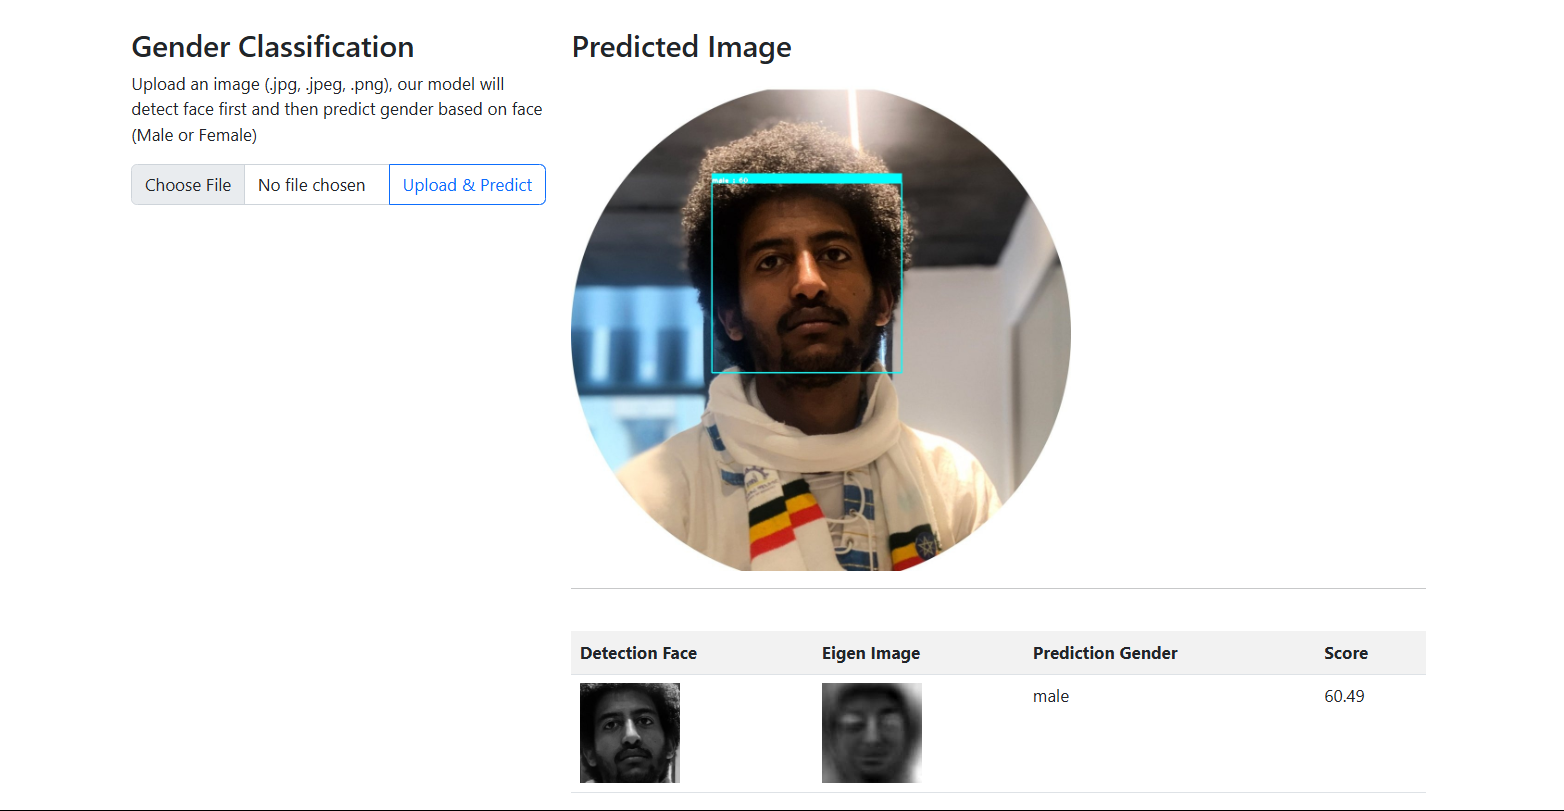 Gender Classification
Upload an image (.jpg, .jpeg, .png), our model will
detect face first and then predict gender based on face
(Male or Female)
Choose File
No file chosen
Upload & Predict
Predicted Image
male : 60
Detection Face
Eigen Image
Prediction Gender
Score
male
60.49